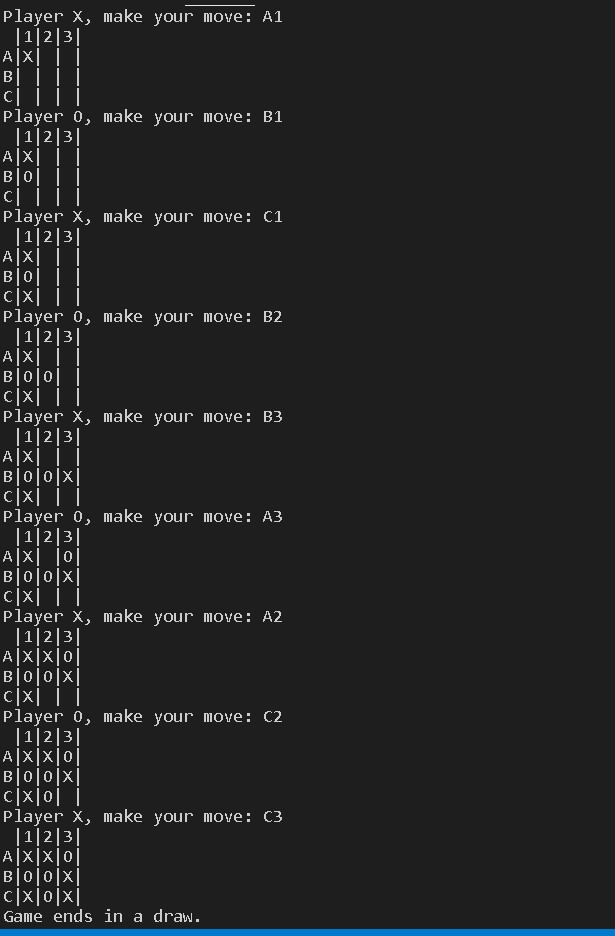 Player X, make your move: A1
  |1|2|3|
A|X| | |
B| | | |
C| | | |
Player O, make your move: B1
  |1|2|3|
A|X| | |
B|O| | |
C| | | |
Player X, make your move: C1
  |1|2|3|
A|X| | |
B|O| | |
C|X| | |
Player O, make your move: B2
  |1|2|3|
A|X| | |
B|O|O| |
C|X| | |
Player X, make your move: B3
  |1|2|3|
A|X| | |
B|O|O|X|
C|X| | |
Player O, make your move: A3
  |1|2|3|
A|X| |O|
B|O|O|X|
C|X| | |
Player X, make your move: A2
  |1|2|3|
A|X|X|O|
B|O|O|X|
C|X| | |
Player O, make your move: C2
  |1|2|3|
A|X|X|O|
B|O|O|X|
C|X|O| |
Player X, make your move: C3
  |1|2|3|
A|X|X|O|
B|O|O|X|
C|X|O|X|
Game ends in a draw.